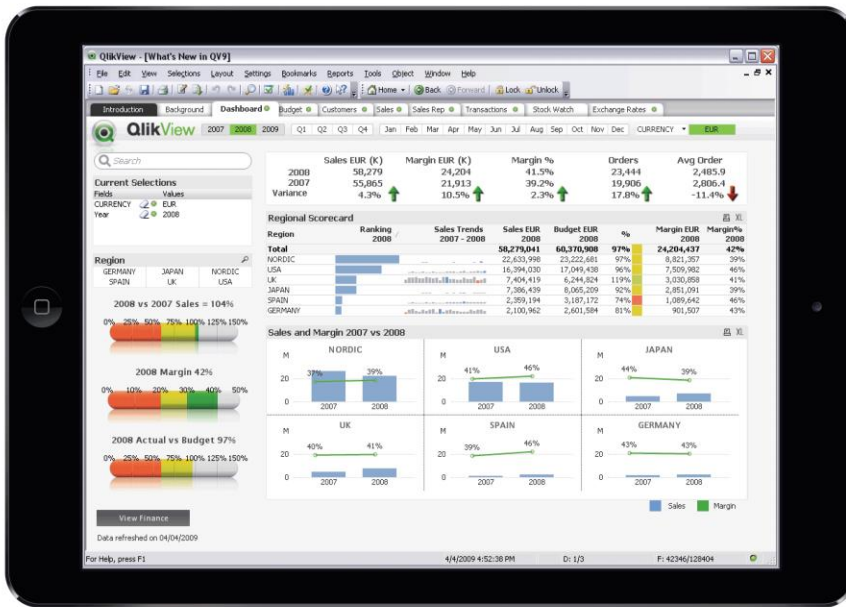 QlikView - [What's New in QV9]
File Edit View Selections Layout Settings Bookmarks Reports Tools Object Window Help
Home Back Forward Lock Unlock
Introduction Background Dashboard Budget Customers Sales Sales Rep Transactions Stock Watch Exchange Rates
QlikView 2007 2008 2009 Q1 Q2 Q3 Q4 Jan Feb Mar Apr May Jun Jul Aug Sep Oct Nov Dec CURRENCY EUR
Search
Current Selections
Fields Values
CURRENCY EUR
Year 2008
Region
GERMANY JAPAN NORDIC
SPAIN UK USA
2008 vs 2007 Sales = 104%
0% 25% 50% 75% 100% 125% 150%
2008 Margin 42%
0% 10% 20% 30% 40% 50%
2008 Actual vs Budget 97%
0% 25% 50% 75% 100% 125% 150%
View Finance
Data refreshed on 04/04/2009
Sales EUR (K) Margin EUR (K) Margin % Orders Avg Order
2008 58,279 24,204 41.5% 23,444 2,485.9
2007 55,865 21,913 39.2% 19,906 2,806.4
Variance 4.3% 10.5% 2.3% 17.8% -11.4%
Regional Scorecard XL
Region Ranking 2008 Sales Trends 2007 - 2008 Sales EUR 2008 Budget EUR 2008 % Margin EUR 2008 Margin% 2008
Total 58,279,041 60,370,908 97% 24,204,437 42%
NORDIC 22,633,998 23,222,681 97% 8,821,357 39%
USA 16,394,030 17,049,438 96% 7,509,982 46%
UK 7,404,419 6,244,824 119% 3,030,858 41%
JAPAN 7,386,439 8,065,209 92% 2,851,091 39%
SPAIN 2,359,194 3,187,172 74% 1,089,642 46%
GERMANY 2,100,962 2,601,584 81% 901,507 43%
Sales and Margin 2007 vs 2008 XL
NORDIC USA JAPAN
M M M
37% 39% 41% 46% 44% 39%
20 20 20
0 0 0
2007 2008 2007 2008 2007 2008
UK SPAIN GERMANY
M M M
40% 41% 39% 46% 43% 43%
20 20 20
0 0 0
2007 2008 2007 2008 2007 2008
Sales Margin
For Help, press F1 4/4/2009 4:52:38 PM D: 1/3 F: 42346/128404